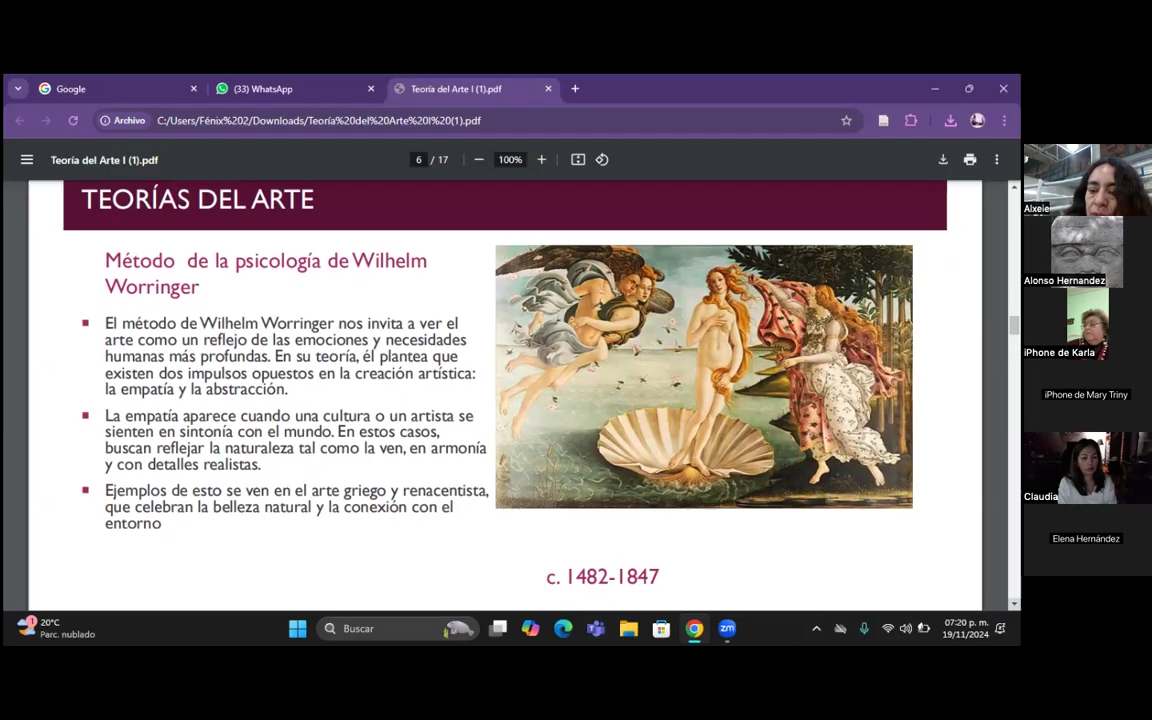 Google
(33) WhatsApp
Teoría del Arte I (1).pdf
Archivo
C:/Users/Fénix%202/Downloads/Teoría%20del%20Arte%20I%20(1).pdf
Teoría del Arte I (1).pdf
6 / 17
100%
TEORÍAS DEL ARTE
Método de la psicología de Wilhelm
Worringer
El método de Wilhelm Worringer nos invita a ver el
arte como un reflejo de las emociones y necesidades
humanas más profundas. En su teoría, él plantea que
existen dos impulsos opuestos en la creación artística:
la empatía y la abstracción.
La empatía aparece cuando una cultura o un artista se
sienten en sintonía con el mundo. En estos casos,
buscan reflejar la naturaleza tal como la ven, en armonía
y con detalles realistas.
Ejemplos de esto se ven en el arte griego y renacentista,
que celebran la belleza natural y la conexión con el
entorno
c. 1482-1847
Alxeie
Alonso Hernandez
iPhone de Karla
iPhone de Mary Triny
Claudia
Elena Hernández
1
20°C
Parc. nublado
Buscar
zm
07:20 p. m.
19/11/2024